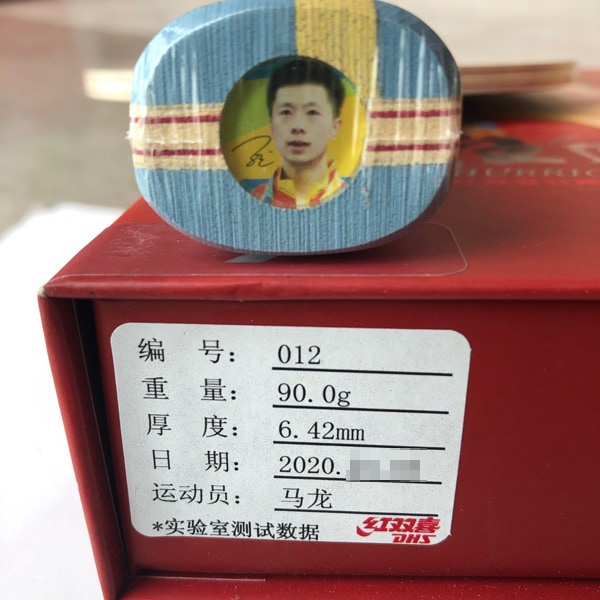 HURRIC
编 号: 012
重 量: 90.0g
厚 度: 6.42mm
日 期: 2020.
运动员: 马龙
*实验室测试数据
红双喜
DHS